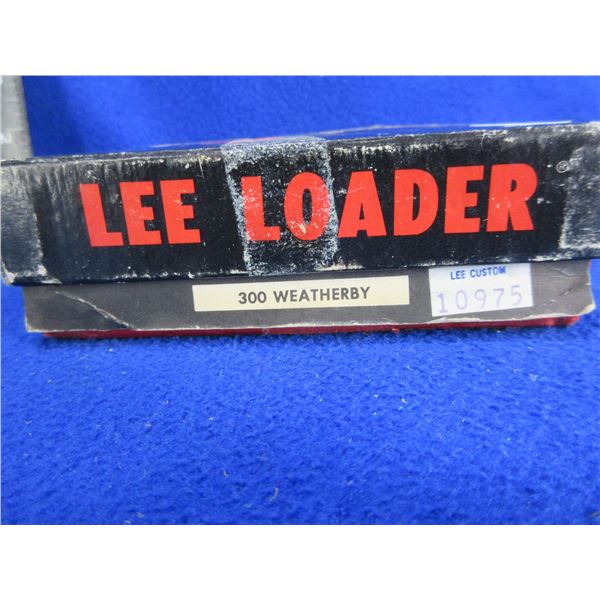 LEE LOADER®
300 WEATHERBY
LEE CUSTOM
10975